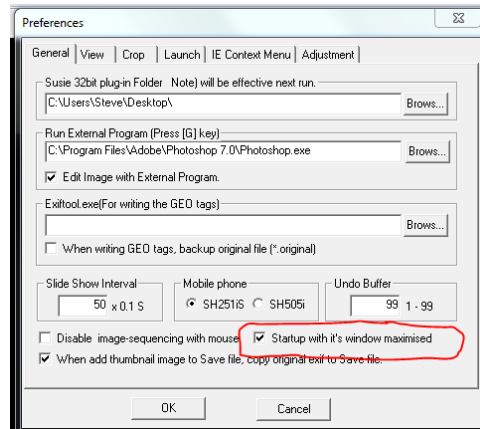 Preferences
General View Crop Launch IE Context Menu Adjustment
Susie 32bit plug-in Folder Note) will be effective next run.
C:\Users\Steve\Desktop\ Brows...
Run External Program (Press [G] key)
C:\Program Files\Adobe\Photoshop 7.0\Photoshop.exe Brows...
Edit Image with External Program.
Exiftool.exe(For writing the GEO tags)
Brows...
When writing GEO tags, backup original file (*.original)
Slide Show Interval Mobile phone Undo Buffer
50 x0.1 S SH251iS SH505i 99 1 - 99
Disable image-sequencing with mouse Startup with it's window maximised
When add thumbnail image to Save file, copy original exif to Save file.
OK Cancel